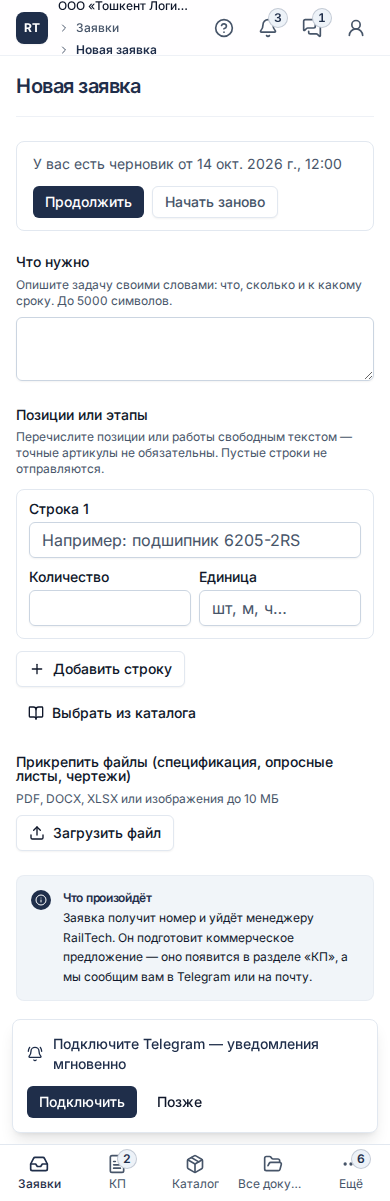 RT
ООО «Тошкент Логи...
Заявки
Новая заявка
3
1
Новая заявка
У вас есть черновик от 14 окт. 2026 г., 12:00
Продолжить
Начать заново
Что нужно
Опишите задачу своими словами: что, сколько и к какому
сроку. До 5000 символов.
Позиции или этапы
Перечислите позиции или работы свободным текстом —
точные артикулы не обязательны. Пустые строки не
отправляются.
Строка 1
Например: подшипник 6205-2RS
Количество
Единица
шт, м, ч...
Добавить строку
Выбрать из каталога
Прикрепить файлы (спецификация, опросные
листы, чертежи)
PDF, DOCX, XLSX или изображения до 10 МБ
Загрузить файл
Что произойдёт
Заявка получит номер и уйдёт менеджеру
RailTech. Он подготовит коммерческое
предложение — оно появится в разделе «КП», а
мы сообщим вам в Telegram или на почту.
Подключите Telegram — уведомления
мгновенно
Подключить
Позже
2
6
Заявки
КП
Каталог
Все доку...
Ещё